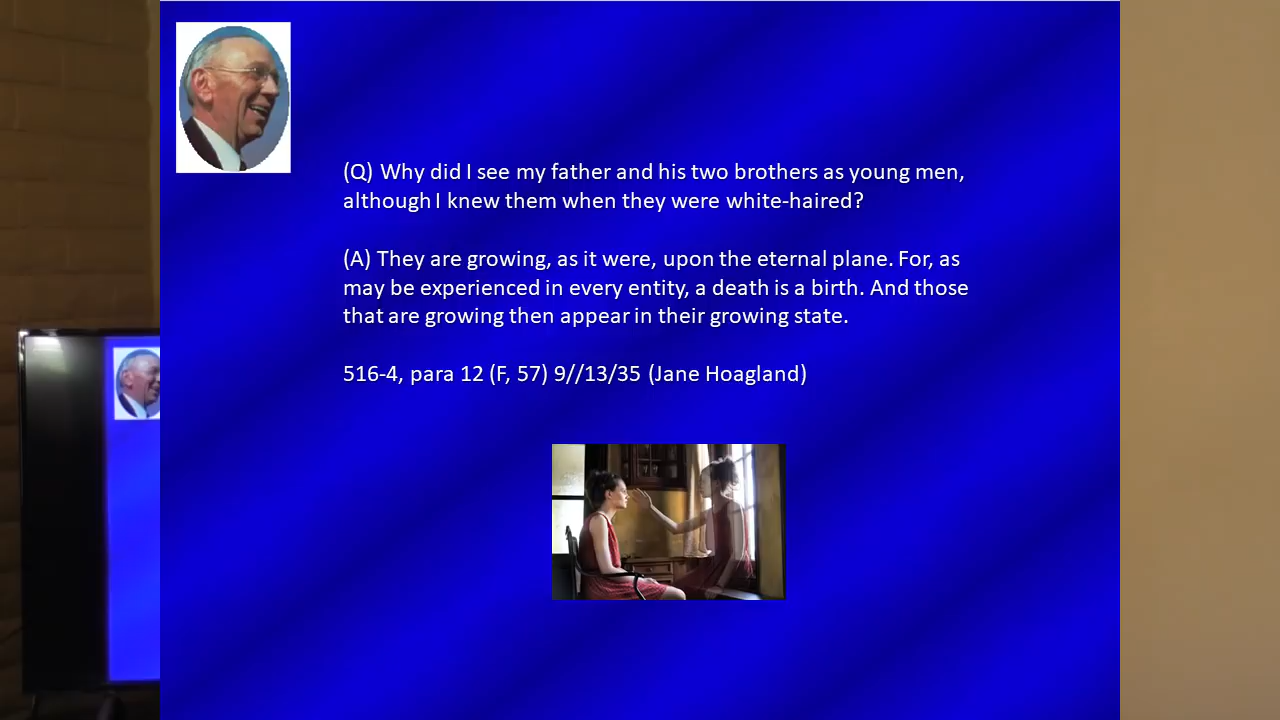 (Q) Why did I see my father and his two brothers as young men,
although I knew them when they were white-haired?
(A) They are growing, as it were, upon the eternal plane. For, as
may be experienced in every entity, a death is a birth. And those
that are growing then appear in their growing state.
516-4, para 12 (F, 57) 9//13/35 (Jane Hoagland)